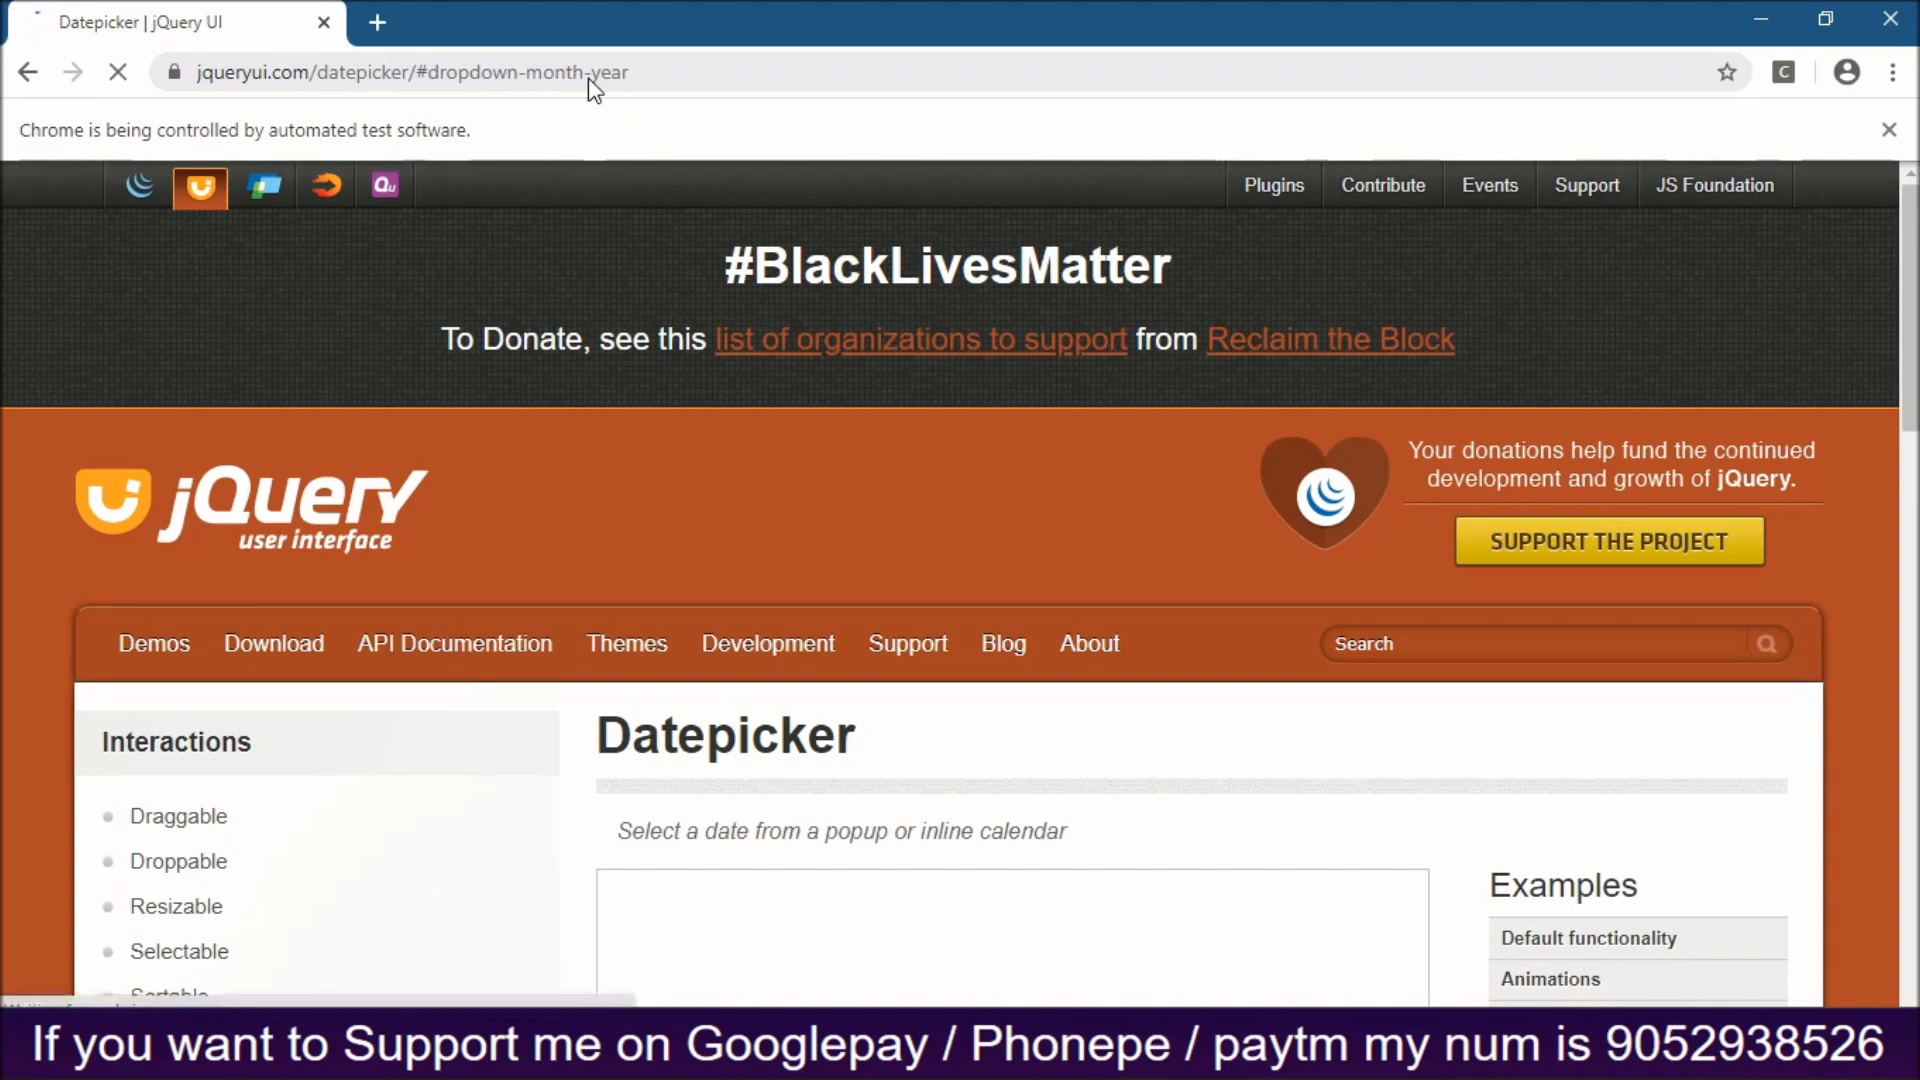 Datepicker | jQuery UI
jqueryui.com/datepicker/#dropdown-month-year
C
Chrome is being controlled by automated test software.
Qu
Plugins
Contribute
Events
Support
JS Foundation
#BlackLivesMatter
To Donate, see this list of organizations to support from Reclaim the Block
jQuery
user interface
Your donations help fund the continued
development and growth of jQuery.
SUPPORT THE PROJECT
Demos
Download
API Documentation
Themes
Development
Support
Blog
About
Search
Interactions
Draggable
Droppable
Resizable
Selectable
Sortable
Datepicker
Select a date from a popup or inline calendar
Examples
Default functionality
Animations
If you want to Support me on Googlepay / Phonepe / paytm my num is 9052938526